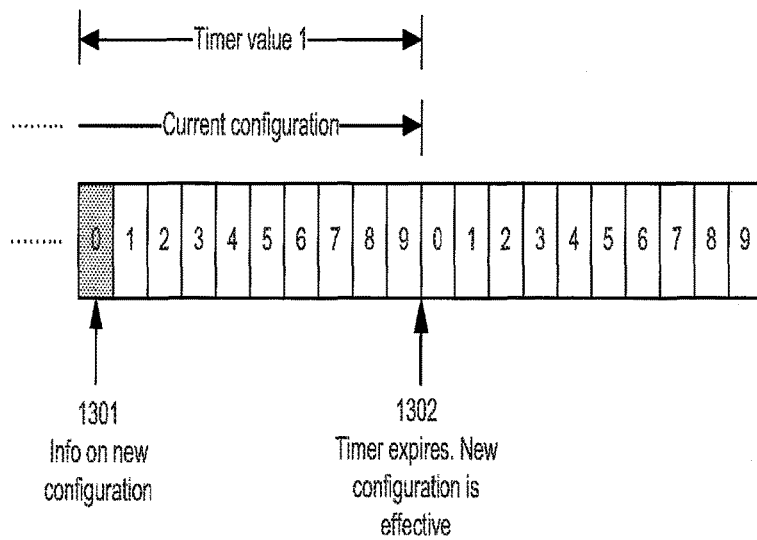 Timer value 1
Current configuration
0 1 2 3 4 5 6 7 8 9 0 1 2 3 4 5 6 7 8 9
1301
Info on new
configuration
1302
Timer expires. New
configuration is
effective